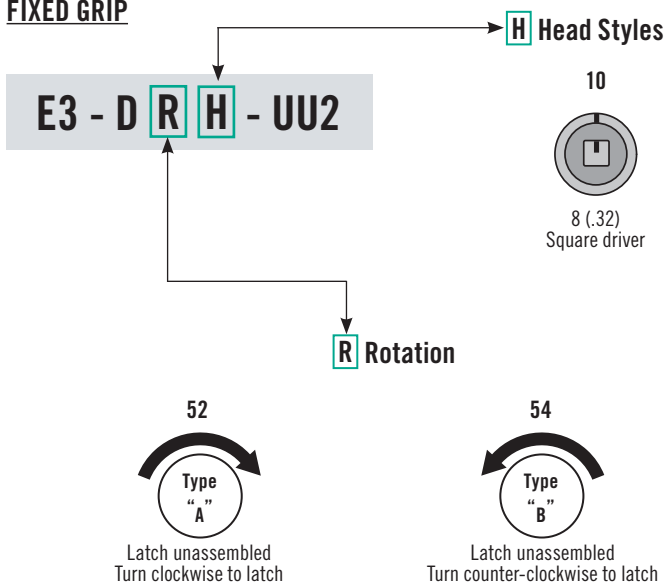 FIXED GRIP
H Head Styles
10
E3 - D R H - UU2
8 (.32)
Square driver
R Rotation
52
54
Type
“A”
Type
“B”
Latch unassembled
Turn clockwise to latch
Latch unassembled
Turn counter-clockwise to latch